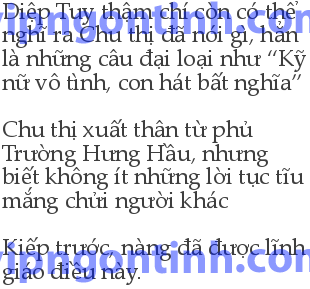 Diệp Tuy thậm chí còn có thể
nghĩ ra Chu thị đã nói gì, hẳn
là những câu đại loại như “Kỹ
nữ vô tình, con hát bất nghĩa”
Chu thị xuất thân từ phủ
Trường Hưng Hầu, nhưng
biết không ít những lời tục tĩu
mắng chửi người khác
Kiếp trước, nàng đã được lĩnh
giáo điều này.
vipngontinh.com